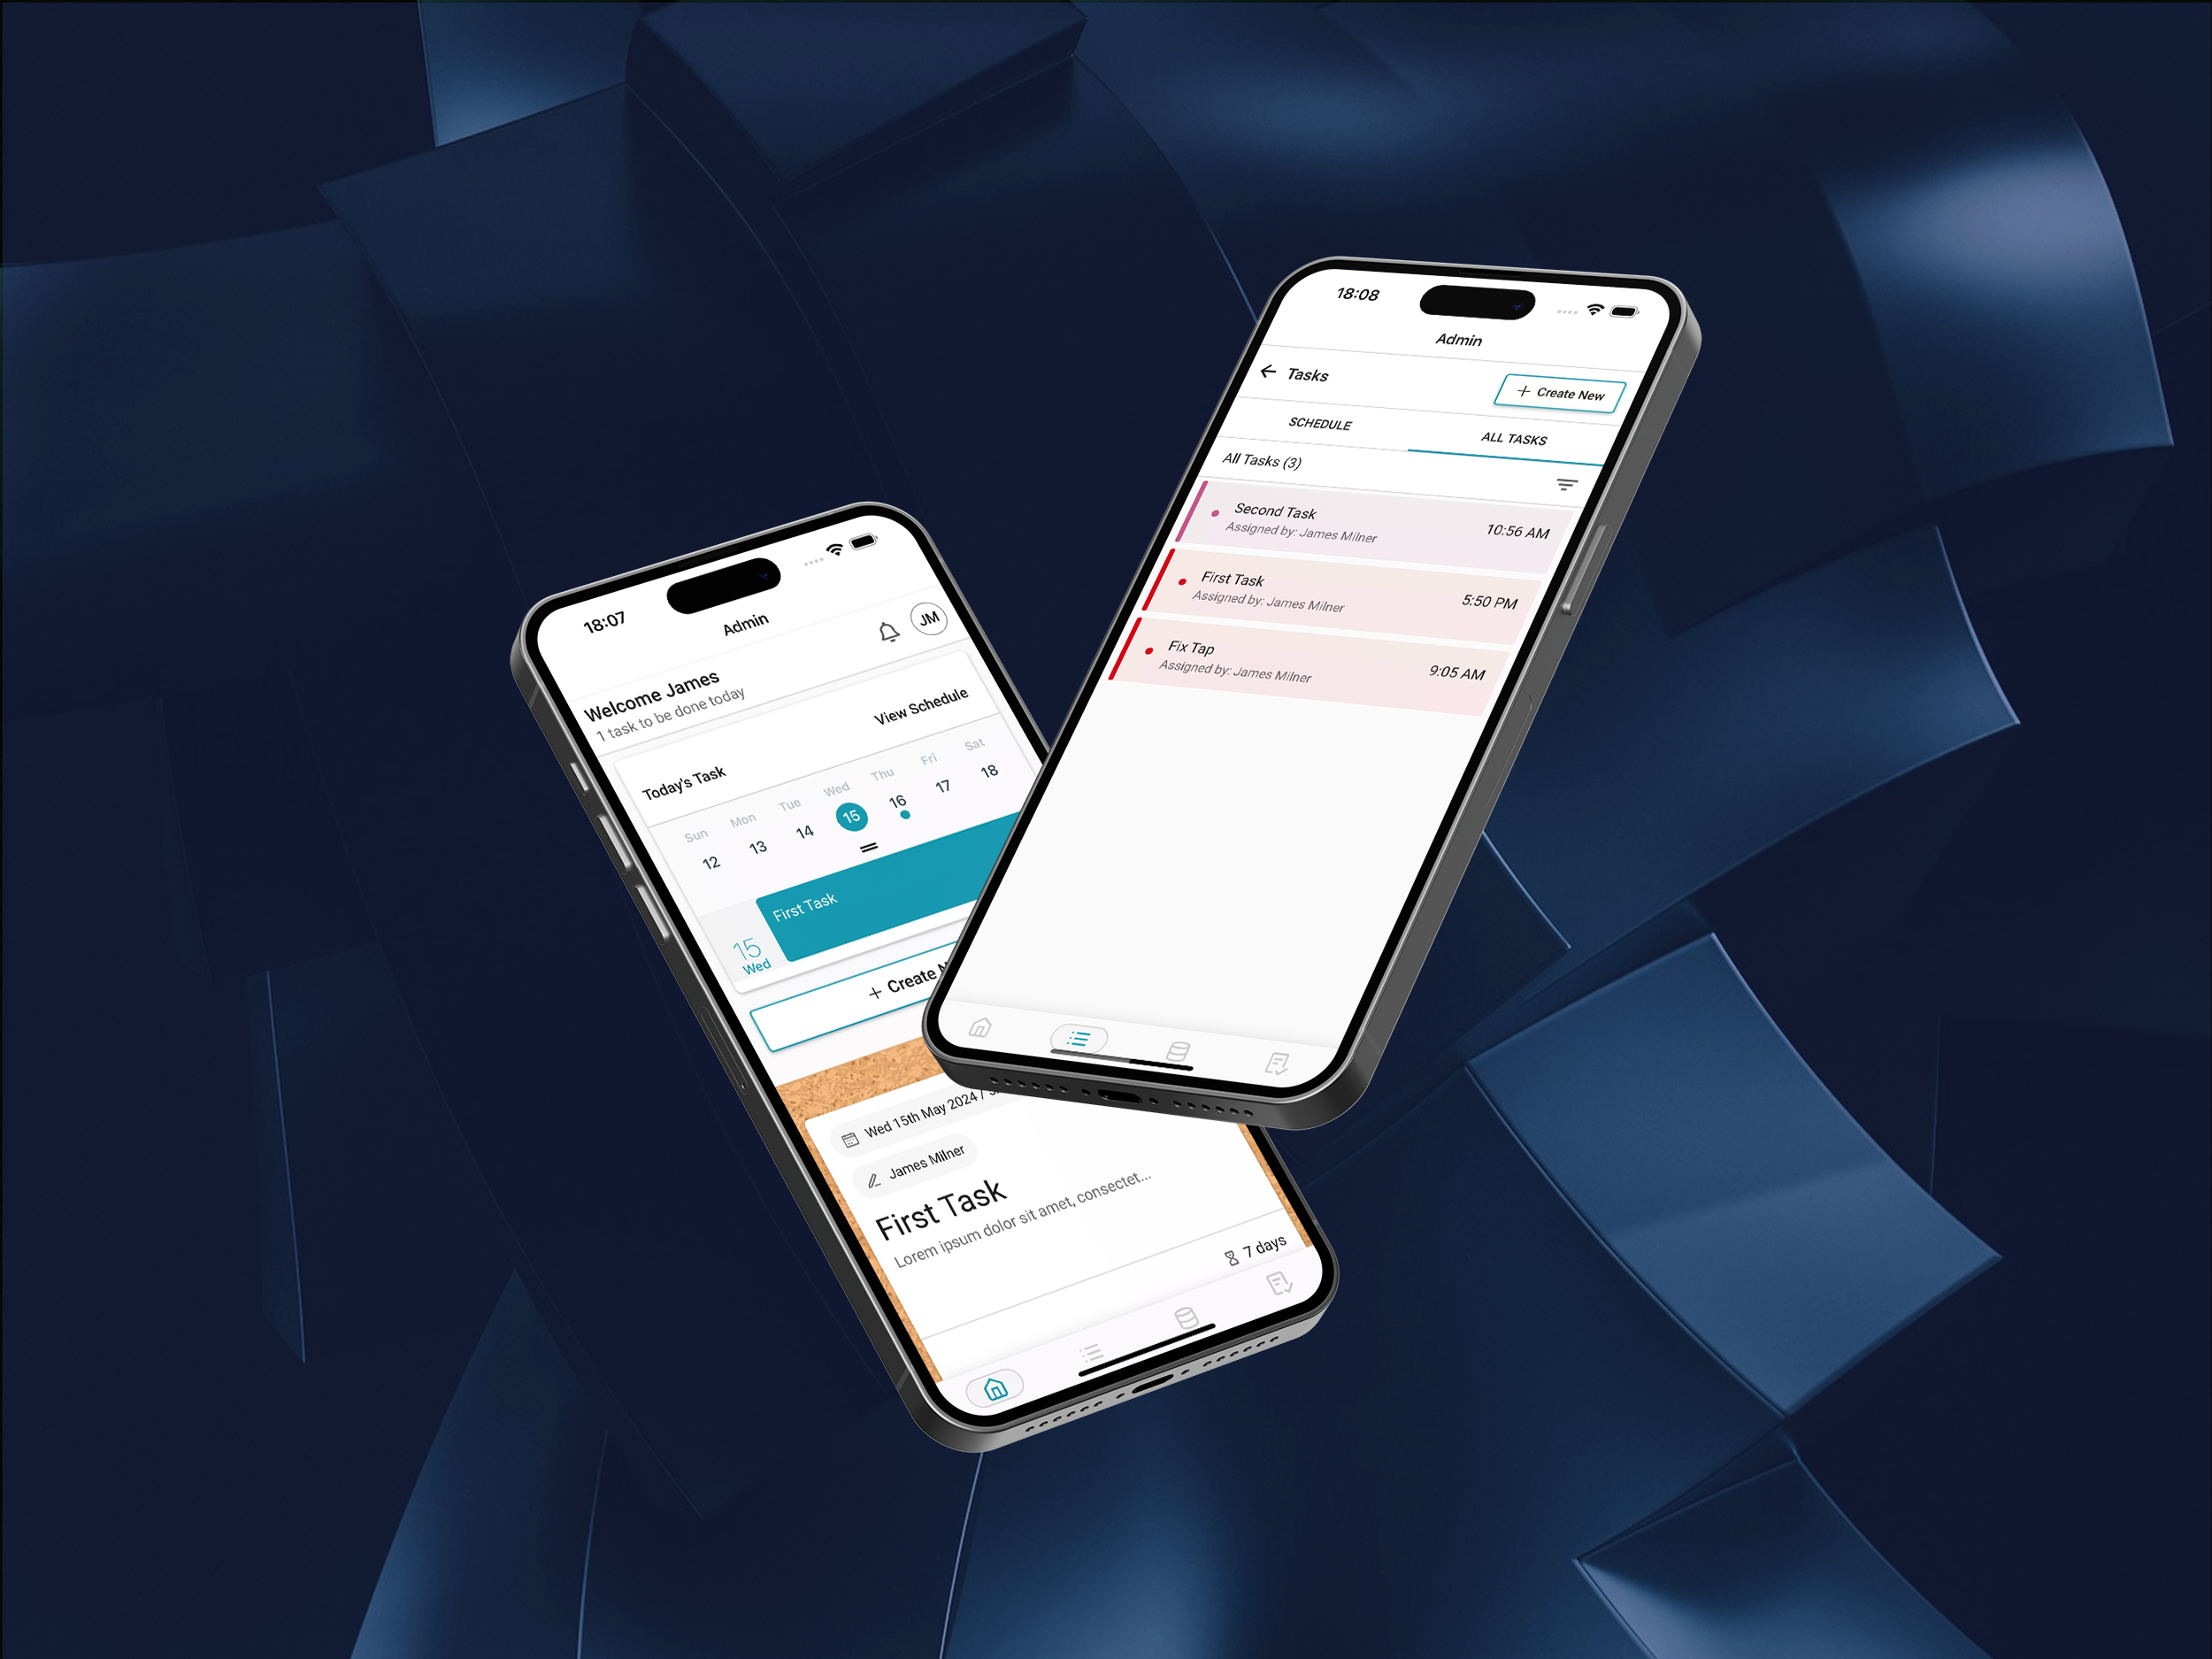 18:07
Admin
JM
Welcome James
1 task to be done today
Today's Task
View Schedule
Sun Mon Tue Wed Thu Fri Sat
12 13 14 15 16 17 18
15
Wed
First Task
+ Create
Wed 15th May 2024 /
James Milner
First Task
Lorem ipsum dolor sit amet, consectet...
7 days
18:08
Admin
Tasks
+ Create New
SCHEDULE
ALL TASKS
All Tasks (3)
Second Task
Assigned by: James Milner
10:56 AM
First Task
Assigned by: James Milner
5:50 PM
Fix Tap
Assigned by: James Milner
9:05 AM